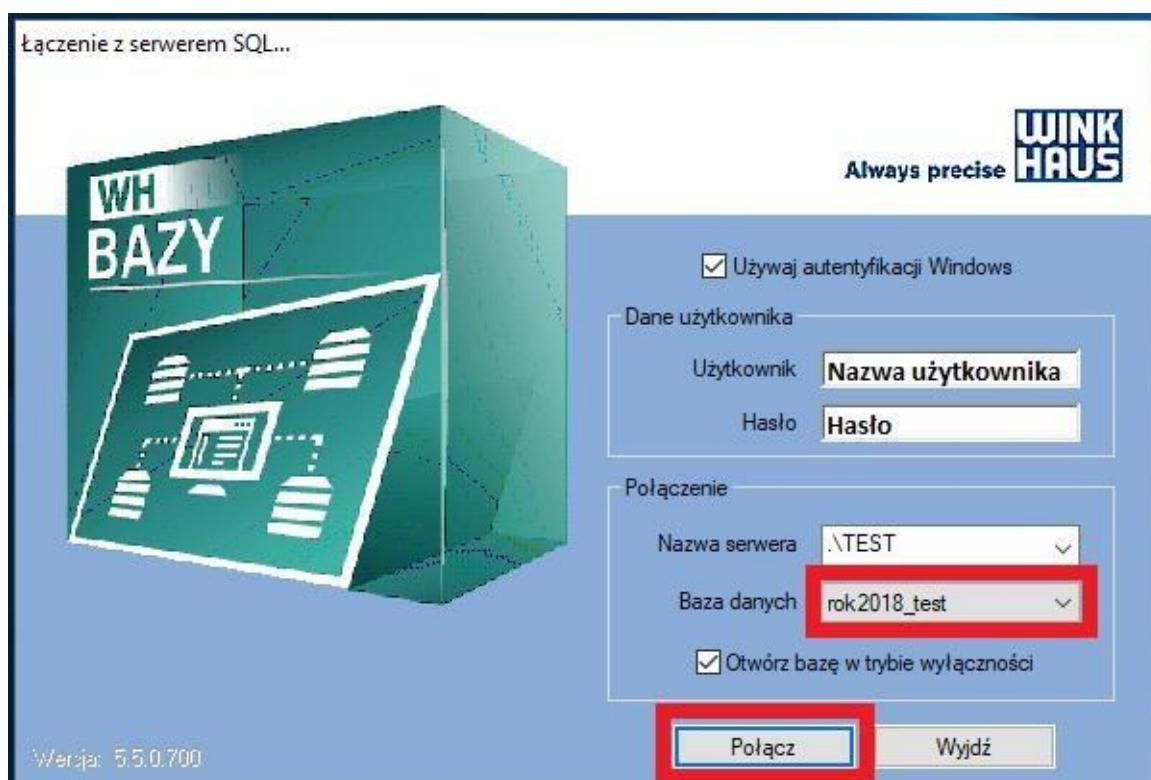 Łączenie z serwerem SQL...
WINK
HAUS
Always precise
WH
BAZY
Używaj autentyfikacji Windows
Dane użytkownika
Użytkownik Nazwa użytkownika
Hasło Hasło
Połączenie
Nazwa serwera .\TEST
Baza danych rok2018_test
Otwórz bazę w trybie wyłączności
Połącz Wyjdź
Wersja: 5.5.0.700